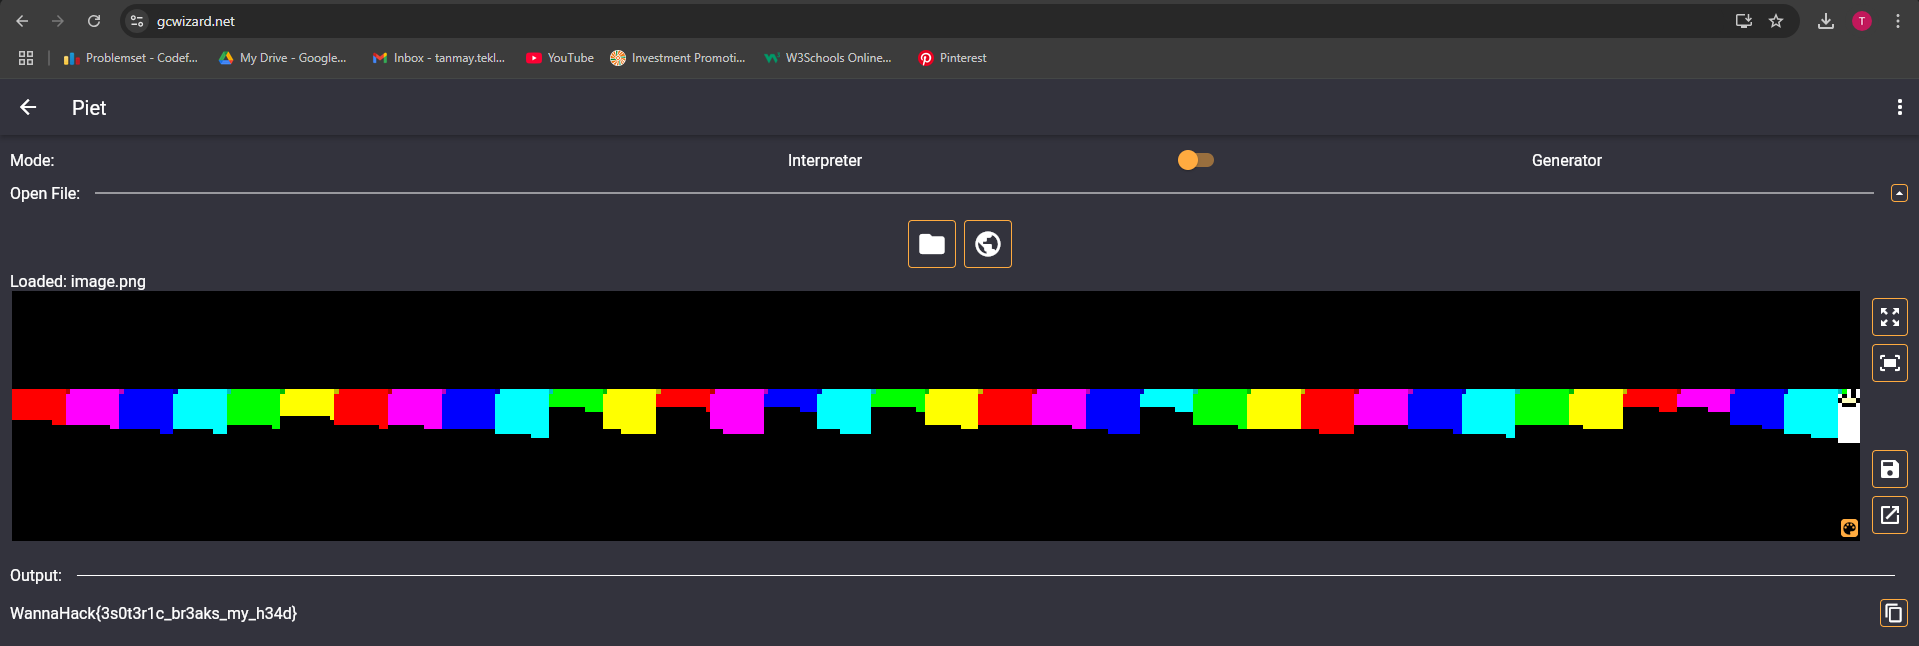 gcwizard.net
T
Problemset - Codef... My Drive - Google... Inbox - tanmay.tekl... YouTube Investment Promoti... W3Schools Online... Pinterest
Piet
Mode: Interpreter Generator
Open File:
Loaded: image.png
Output:
WannaHack{3s0t3r1c_br3aks_my_h34d}